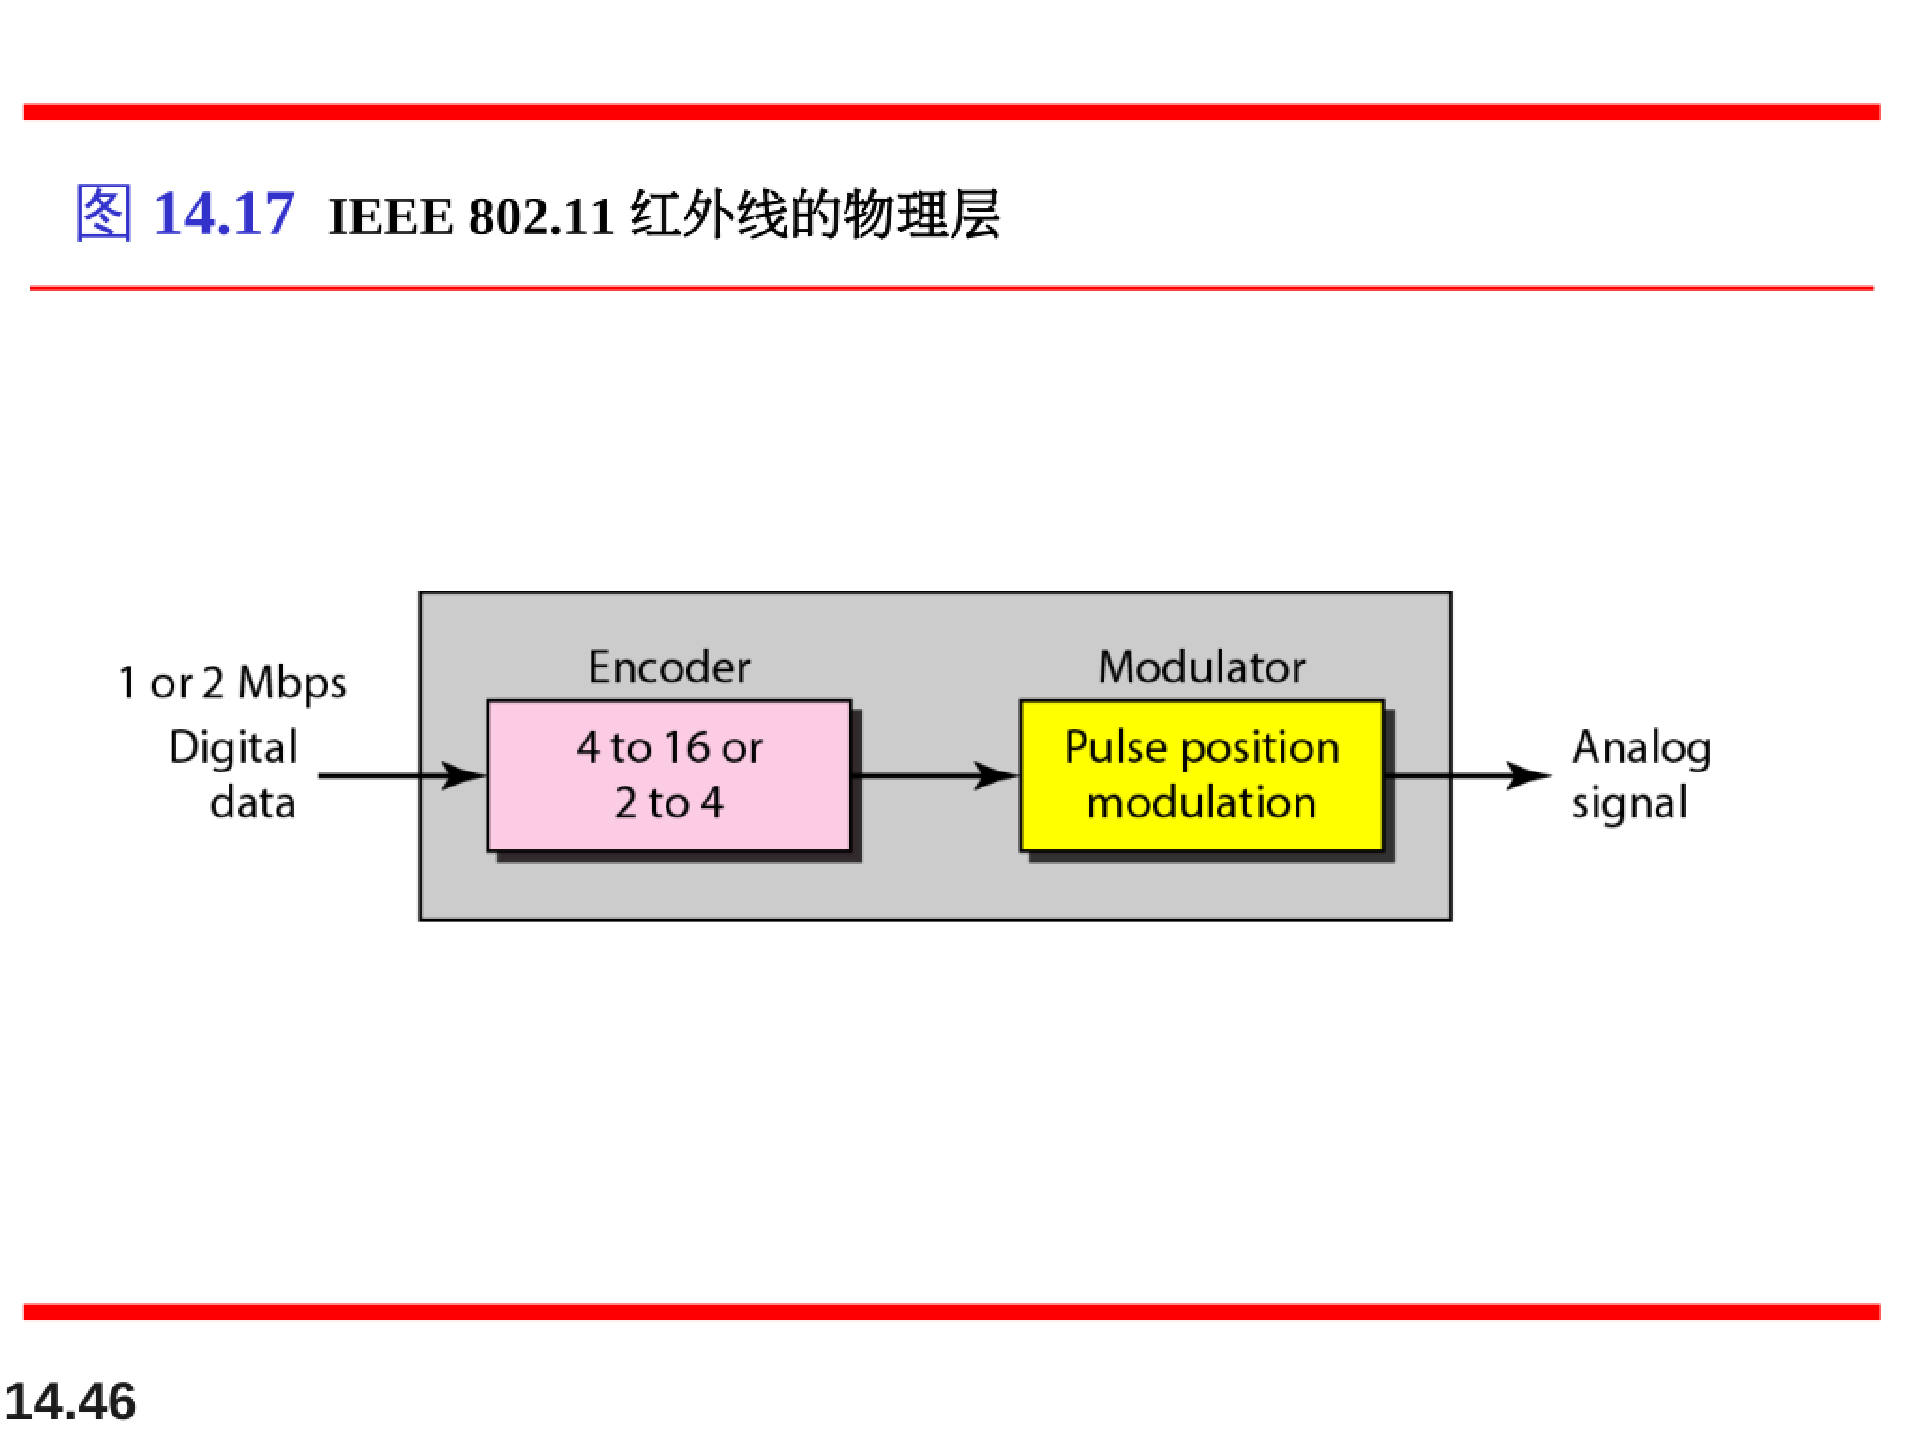 图 14.17 IEEE 802.11 红外线的物理层
1 or 2 Mbps
Digital
data
Encoder
4 to 16 or
2 to 4
Modulator
Pulse position
modulation
Analog
signal
14.46